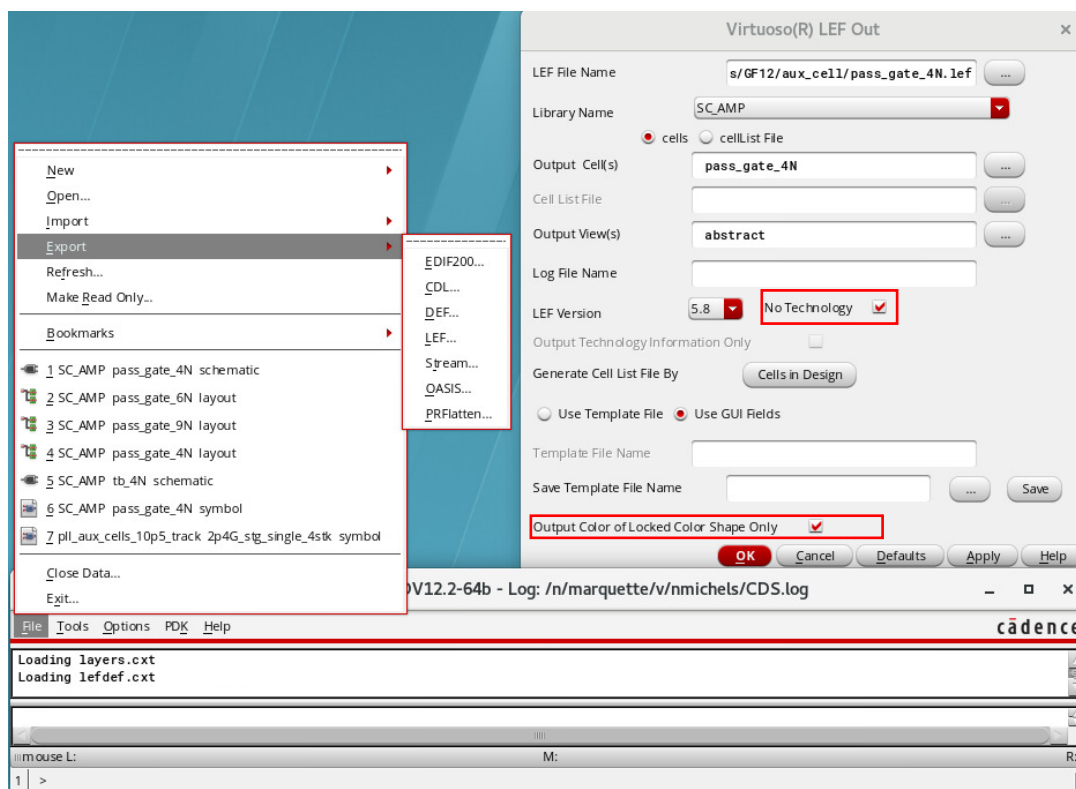 Virtuoso(R) LEF Out
LEF File Name s/GF12/aux_cell/pass_gate_4N.lef ...
Library Name SC_AMP
cells cellList File
Output Cell(s) pass_gate_4N ...
Cell List File ...
Output View(s) abstract ...
Log File Name
LEF Version 5.8 No Technology
Output Technology Information Only
Generate Cell List File By Cells in Design
Use Template File Use GUI Fields
Template File Name
Save Template File Name ... Save
Output Color of Locked Color Shape Only
OK Cancel Defaults Apply Help
New
Open...
Import
Export
Refresh...
Make Read Only...
Bookmarks
1 SC_AMP pass_gate_4N schematic
2 SC_AMP pass_gate_6N layout
3 SC_AMP pass_gate_9N layout
4 SC_AMP pass_gate_4N layout
5 SC_AMP tb_4N schematic
6 SC_AMP pass_gate_4N symbol
7 pll_aux_cells_10p5_track 2p4G_stg_single_4stk symbol
Close Data...
Exit...
EDIF200...
CDL...
DEF...
LEF...
Stream...
OASIS...
PRFlatten...
DV12.2-64b - Log: /n/marquette/v/nmichels/CDS.log
File Tools Options PDK Help
cādence
Loading layers.cxt
Loading lefdef.cxt
mouse L: M: R:
1 >